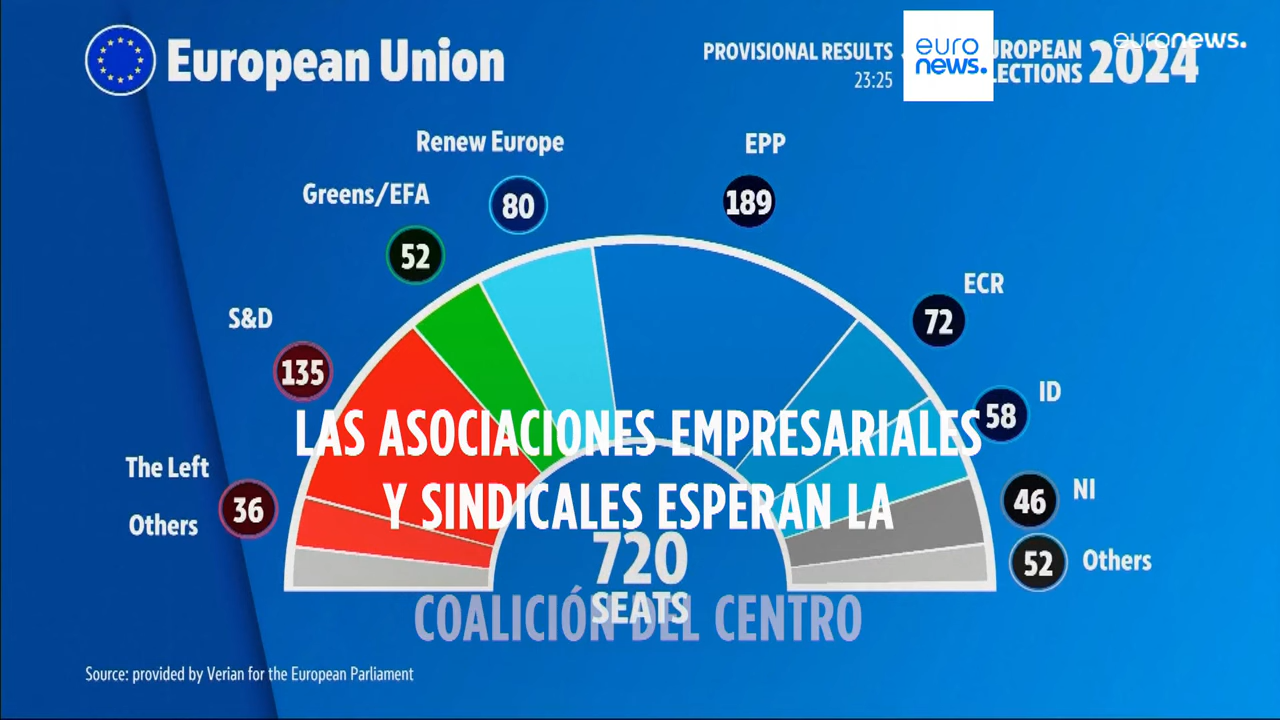 European Union
PROVISIONAL RESULTS
23:25
euro
news.
UROPEAN
LECTIONS
2024
euronews.
Renew Europe
80
EPP
189
Greens/EFA
52
S&D
135
ECR
72
ID
58
The Left
36
Others
NI
46
Others
52
LAS ASOCIACIONES EMPRESARIALES
Y SINDICALES ESPERAN LA
COALICIÓN DEL CENTRO
720
SEATS
Source: provided by Verian for the European Parliament